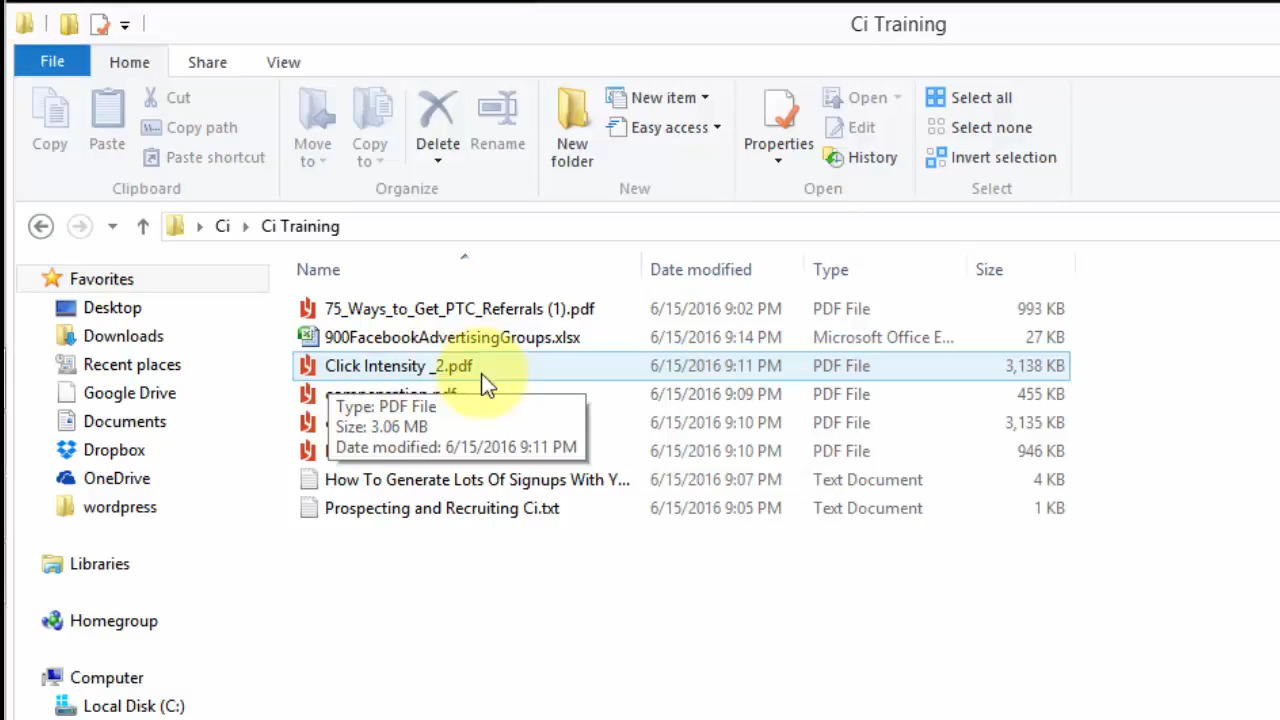 Ci Training
File Home Share View
Copy
Paste
Cut
Copy path
Paste shortcut
Clipboard
Move to
Copy to
Delete
Rename
Organize
New folder
New item
Easy access
New
Properties
Open
Edit
History
Open
Select all
Select none
Invert selection
Select
Ci Ci Training
Favorites
Desktop
Downloads
Recent places
Google Drive
Documents
Dropbox
OneDrive
wordpress
Libraries
Homegroup
Computer
Local Disk (C:)
Name Date modified Type Size
75_Ways_to_Get_PTC_Referrals (1).pdf 6/15/2016 9:02 PM PDF File 993 KB
900FacebookAdvertisingGroups.xlsx 6/15/2016 9:14 PM Microsoft Office E... 27 KB
Click Intensity _2.pdf 6/15/2016 9:11 PM PDF File 3,138 KB
compensation.pdf 6/15/2016 9:09 PM PDF File 455 KB
6/15/2016 9:10 PM PDF File 3,135 KB
6/15/2016 9:10 PM PDF File 946 KB
How To Generate Lots Of Signups With Y... 6/15/2016 9:07 PM Text Document 4 KB
Prospecting and Recruiting Ci.txt 6/15/2016 9:05 PM Text Document 1 KB
Type: PDF File
Size: 3.06 MB
Date modified: 6/15/2016 9:11 PM